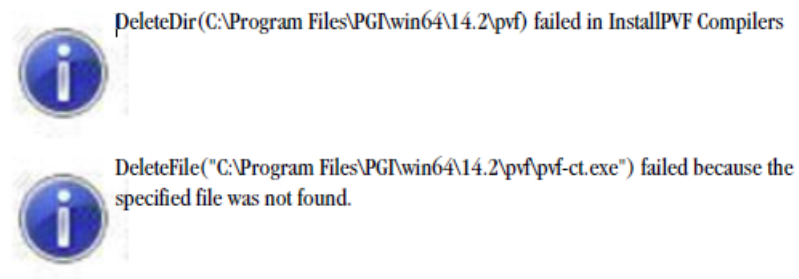 DeleteDir(C:\Program Files\PGI\win64\14.2\pvf) failed in InstallPVF Compilers
DeleteFile("C:\Program Files\PGI\win64\14.2\pvf\pvf-ct.exe") failed because the
specified file was not found.